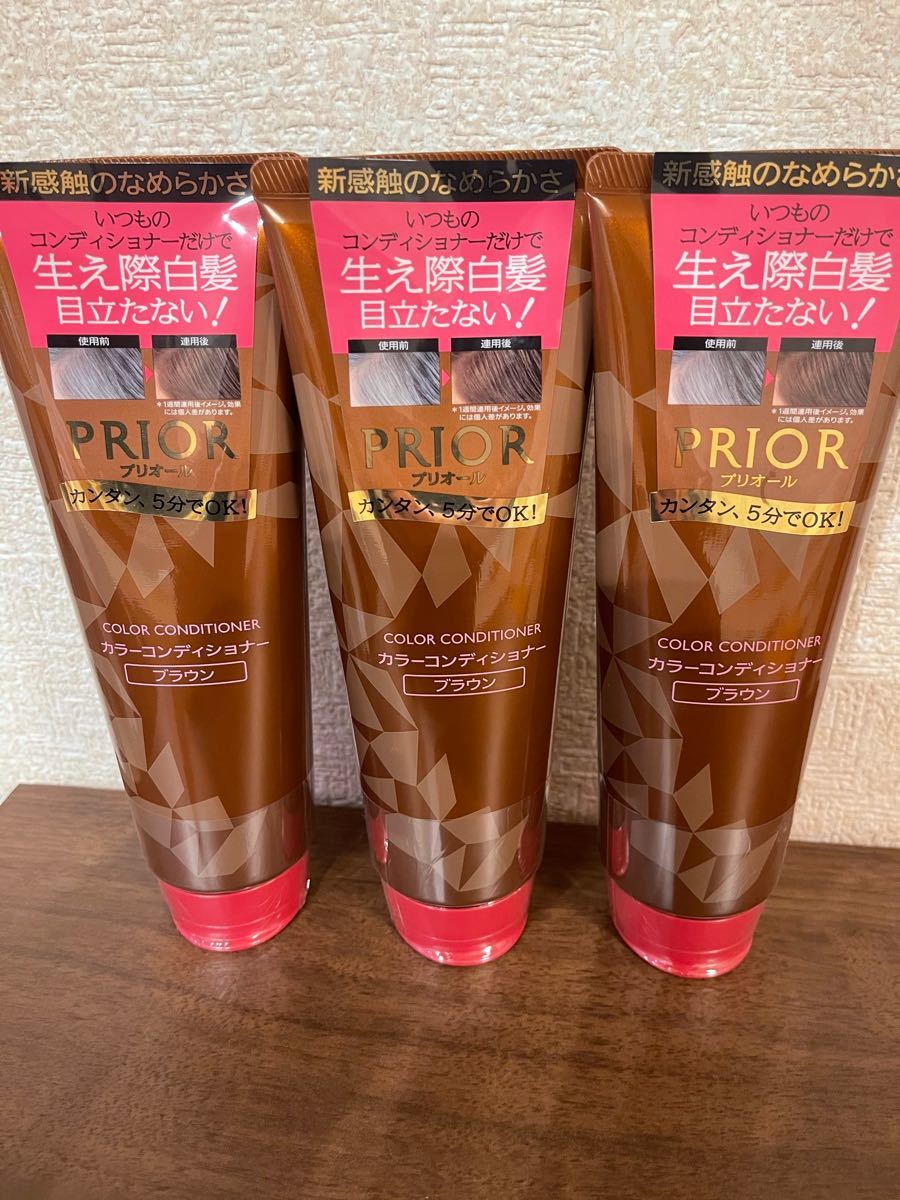 新感触のなめらかさ
いつもの
コンディショナーだけで
生え際白髪
目立たない!
使用前
連用後
*1週間連用後イメージ。効果
には個人差があります。
PRIOR
プリオール
カンタン、5分でOK!
COLOR CONDITIONER
カラーコンディショナー
ブラウン
新感触のなめらかさ
いつもの
コンディショナーだけで
生え際白髪
目立たない!
使用前
連用後
*1週間連用後イメージ。効果
には個人差があります。
PRIOR
プリオール
カンタン、5分でOK!
COLOR CONDITIONER
カラーコンディショナー
ブラウン
新感触のなめらかさ
いつもの
コンディショナーだけで
生え際白髪
目立たない!
使用前
連用後
*1週間連用後イメージ。効果
には個人差があります。
PRIOR
プリオール
カンタン、5分でOK!
COLOR CONDITIONER
カラーコンディショナー
ブラウン